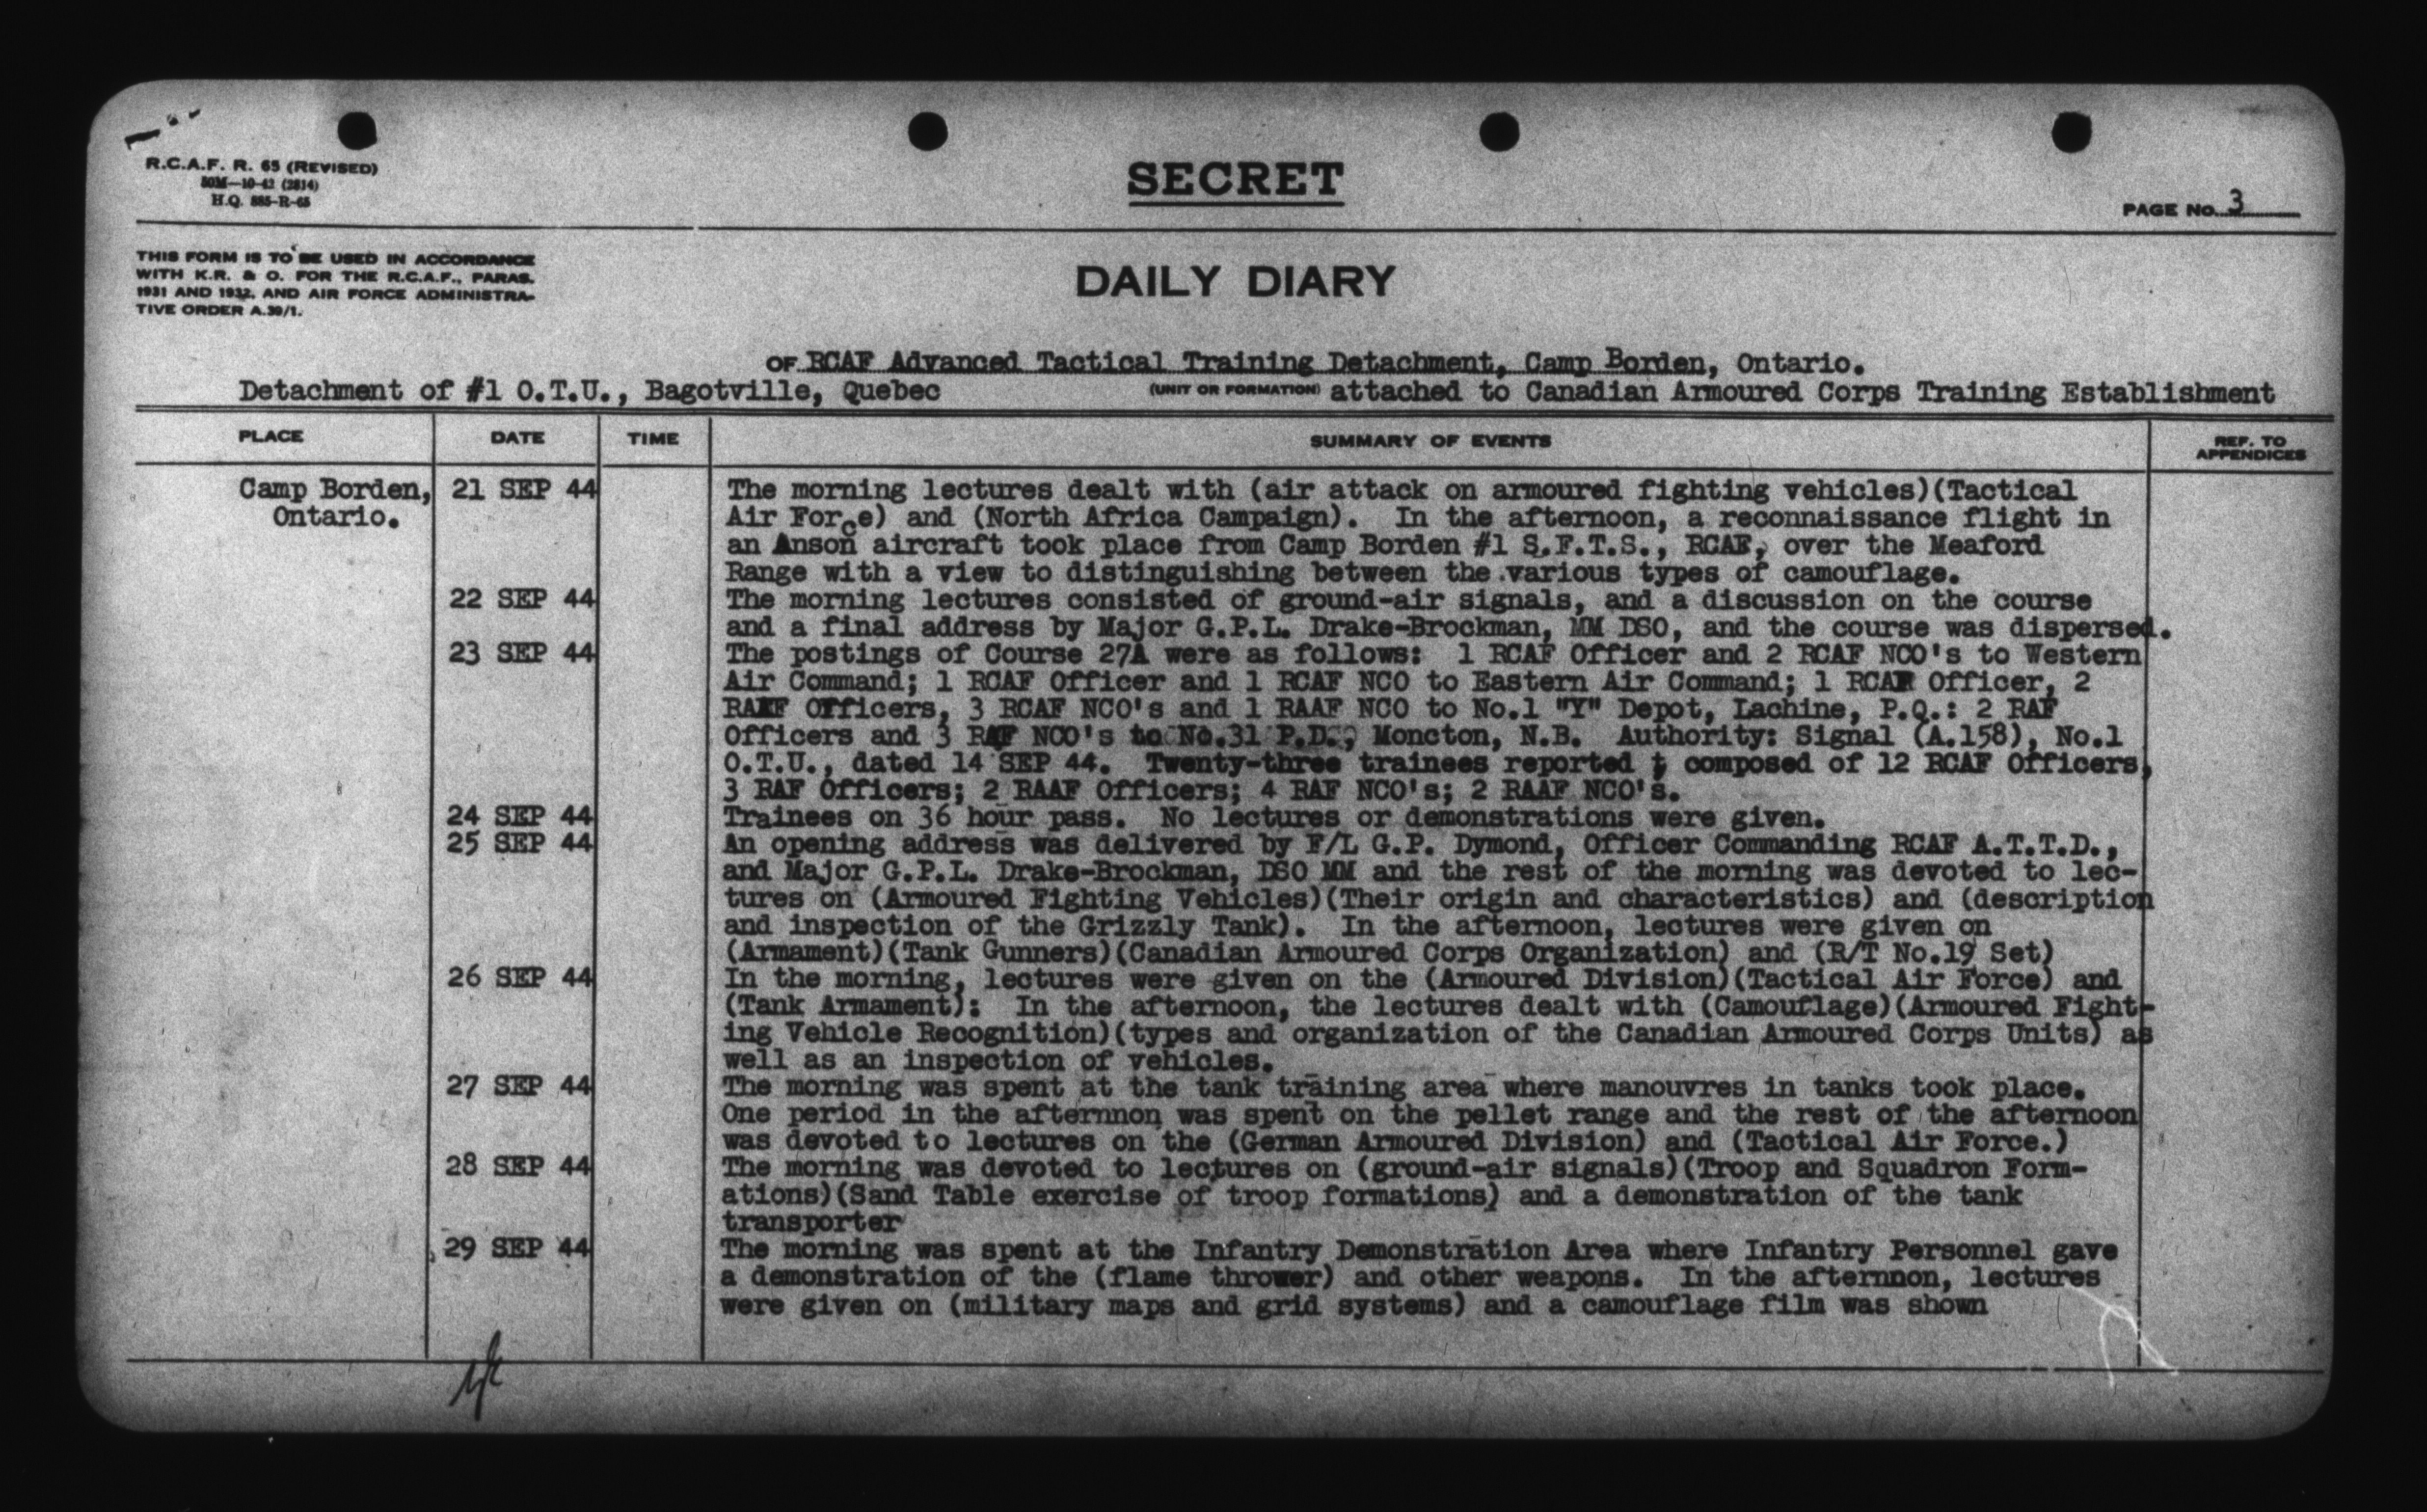 R.C.A.F. R. 65 (REVISED)
50M—10-42 (2814)
H.Q. 885-R-65
SECRET
PAGE No. 3
THIS FORM IS TO BE USED IN ACCORDANCE
WITH K.R. & O. FOR THE R.C.A.F., PARAS.
1931 AND 1932, AND AIR FORCE ADMINISTRA-
TIVE ORDER A.39/1.
DAILY DIARY
OF RCAF Advanced Tactical Training Detachment, Camp Borden, Ontario.
Detachment of #1 O.T.U., Bagotville, Quebec (UNIT OR FORMATION) attached to Canadian Armoured Corps Training Establishment
PLACE DATE TIME SUMMARY OF EVENTS REF. TO
APPENDICES
Camp Borden, 21 SEP 44 The morning lectures dealt with (air attack on armoured fighting vehicles)(Tactical
Ontario. Air Force) and (North Africa Campaign). In the afternoon, a reconnaissance flight in
an Anson aircraft took place from Camp Borden #1 S.F.T.S., RCAF, over the Meaford
Range with a view to distinguishing between the various types of camouflage.
22 SEP 44 The morning lectures consisted of ground-air signals, and a discussion on the course
and a final address by Major G.P.L. Drake-Brockman, MM DSO, and the course was dispersed.
23 SEP 44 The postings of Course 27A were as follows: 1 RCAF Officer and 2 RCAF NCO's to Western
Air Command; 1 RCAF Officer and 1 RCAF NCO to Eastern Air Command; 1 RCAF Officer, 2
RAAF Officers, 3 RCAF NCO's and 1 RAAF NCO to No.1 "Y" Depot, Lachine, P.Q.: 2 RAF
Officers and 3 RAF NCO's to No.31 P.D., Moncton, N.B. Authority: Signal (A.158), No.1
O.T.U., dated 14 SEP 44. Twenty-three trainees reported ; composed of 12 RCAF Officers,
3 RAF Officers; 2 RAAF Officers; 4 RAF NCO's; 2 RAAF NCO's.
24 SEP 44 Trainees on 36 hour pass. No lectures or demonstrations were given.
25 SEP 44 An opening address was delivered by F/L G.P. Dymond, Officer Commanding RCAF A.T.T.D.,
and Major G.P.L. Drake-Brockman, DSO MM and the rest of the morning was devoted to lec-
tures on (Armoured Fighting Vehicles)(Their origin and characteristics) and (description
and inspection of the Grizzly Tank). In the afternoon, lectures were given on
(Armament)(Tank Gunners)(Canadian Armoured Corps Organization) and (R/T No.19 Set)
26 SEP 44 In the morning, lectures were given on the (Armoured Division)(Tactical Air Force) and
(Tank Armament): In the afternoon, the lectures dealt with (Camouflage)(Armoured Fight-
ing Vehicle Recognition)(types and organization of the Canadian Armoured Corps Units) as
well as an inspection of vehicles.
27 SEP 44 The morning was spent at the tank training area where manouvres in tanks took place.
One period in the afternnon was spent on the pellet range and the rest of the afternoon
was devoted to lectures on the (German Armoured Division) and (Tactical Air Force.)
28 SEP 44 The morning was devoted to lectures on (ground-air signals)(Troop and Squadron Form-
ations)(Sand Table exercise of troop formations) and a demonstration of the tank
transporter
29 SEP 44 The morning was spent at the Infantry Demonstration Area where Infantry Personnel gave
a demonstration of the (flame thrower) and other weapons. In the afternnon, lectures
were given on (military maps and grid systems) and a camouflage film was shown